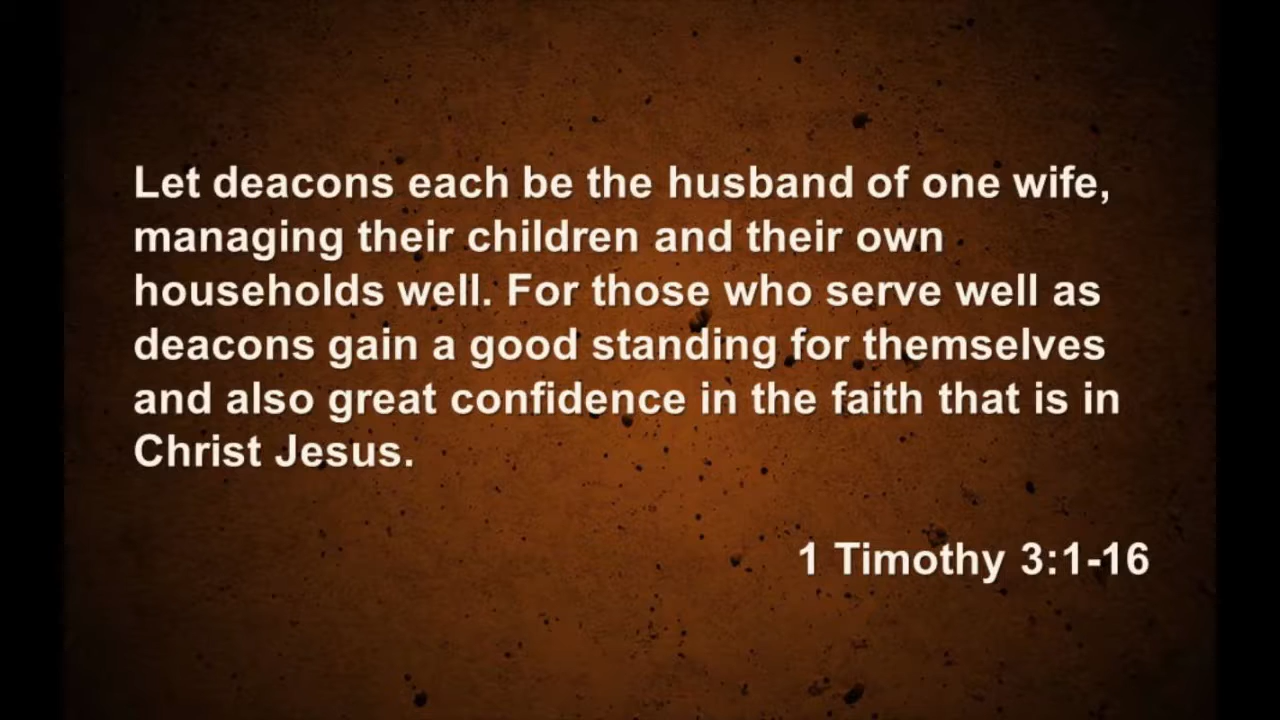 Let deacons each be the husband of one wife,
managing their children and their own
households well. For those who serve well as
deacons gain a good standing for themselves
and also great confidence in the faith that is in
Christ Jesus.
1 Timothy 3:1-16